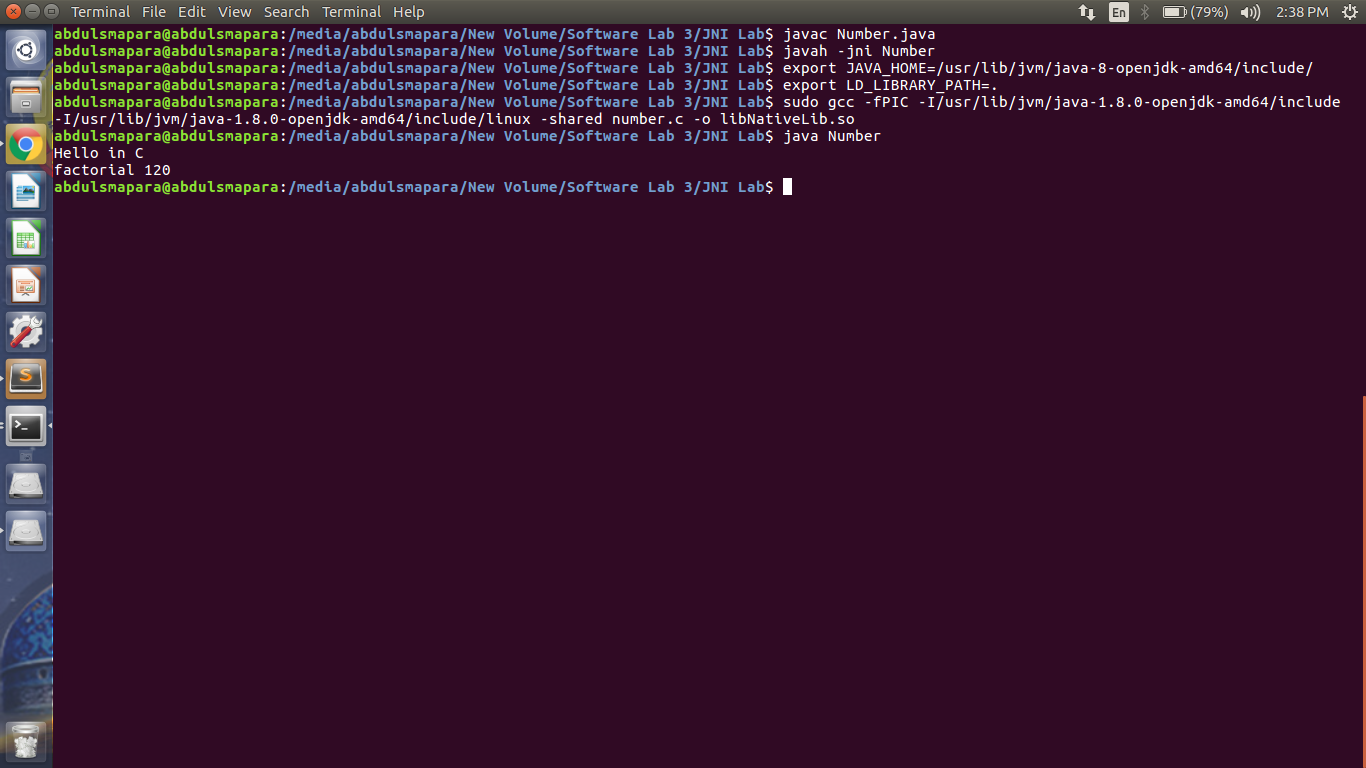 Terminal File Edit View Search Terminal Help En (79%) 2:38 PM
abdulsmapara@abdulsmapara:/media/abdulsmapara/New Volume/Software Lab 3/JNI Lab$ javac Number.java
abdulsmapara@abdulsmapara:/media/abdulsmapara/New Volume/Software Lab 3/JNI Lab$ javah -jni Number
abdulsmapara@abdulsmapara:/media/abdulsmapara/New Volume/Software Lab 3/JNI Lab$ export JAVA_HOME=/usr/lib/jvm/java-8-openjdk-amd64/include/
abdulsmapara@abdulsmapara:/media/abdulsmapara/New Volume/Software Lab 3/JNI Lab$ export LD_LIBRARY_PATH=.
abdulsmapara@abdulsmapara:/media/abdulsmapara/New Volume/Software Lab 3/JNI Lab$ sudo gcc -fPIC -I/usr/lib/jvm/java-1.8.0-openjdk-amd64/include
-I/usr/lib/jvm/java-1.8.0-openjdk-amd64/include/linux -shared number.c -o libNativeLib.so
abdulsmapara@abdulsmapara:/media/abdulsmapara/New Volume/Software Lab 3/JNI Lab$ java Number
Hello in C
factorial 120
abdulsmapara@abdulsmapara:/media/abdulsmapara/New Volume/Software Lab 3/JNI Lab$
S
>_